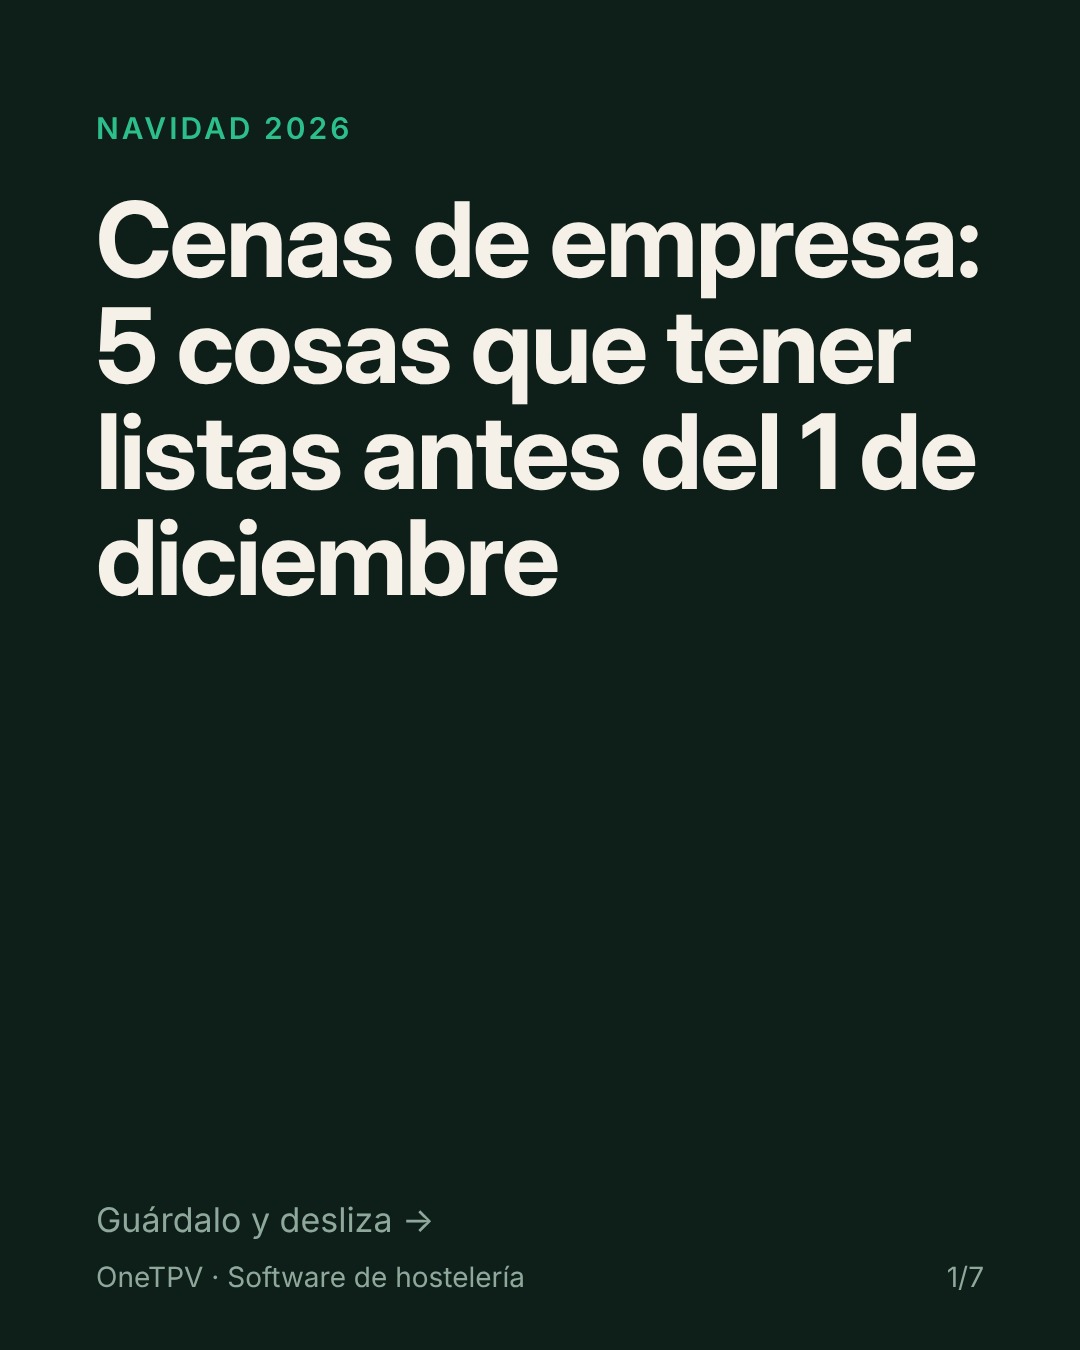 NAVIDAD 2026
Cenas de empresa:
5 cosas que tener
listas antes del 1 de
diciembre
Guárdalo y desliza →
OneTPV · Software de hostelería
1/7